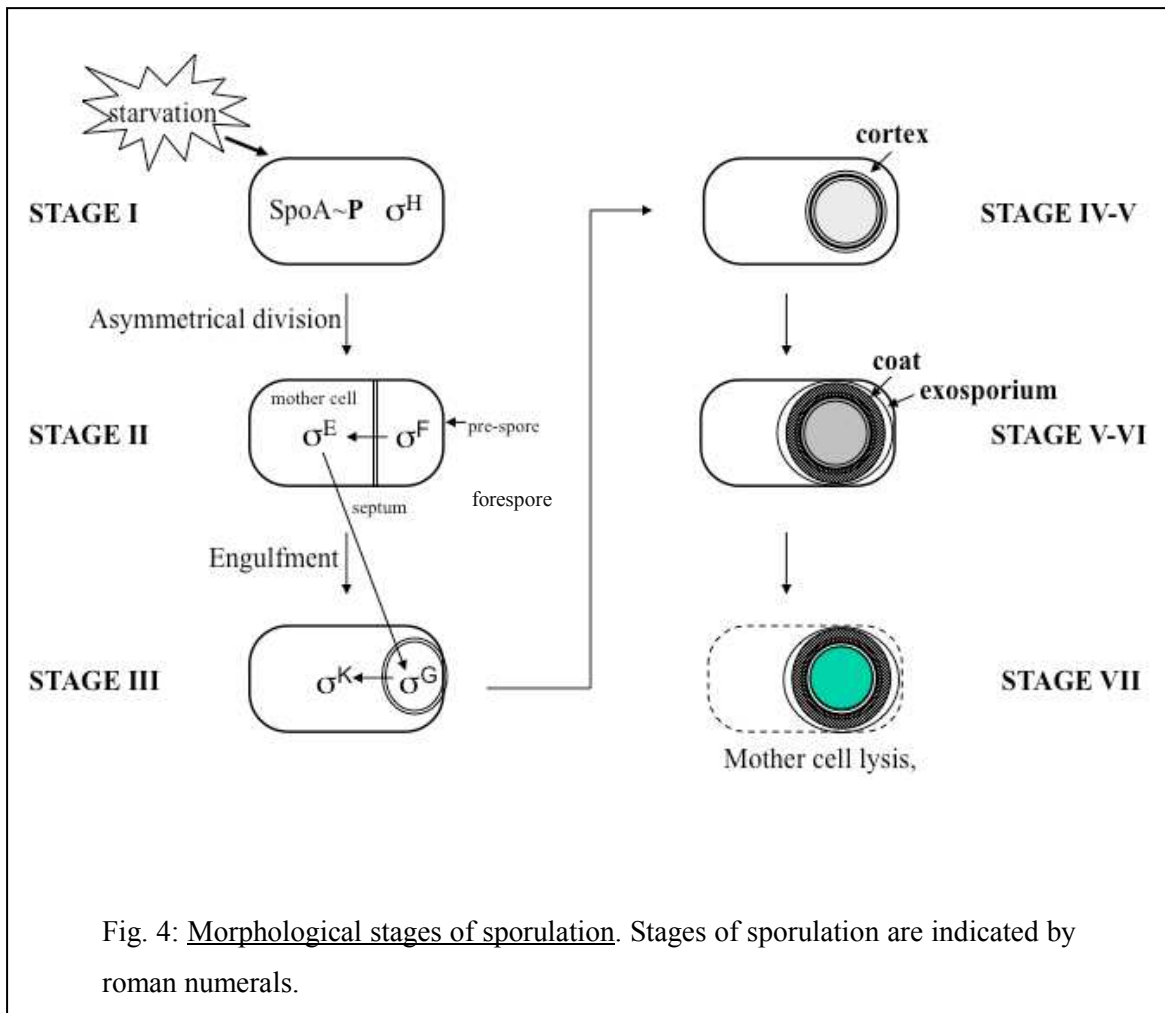 starvation
STAGE I
SpoA~P σH
Asymmetrical division
STAGE II
mother cell
σE
σF
pre-spore
septum
forespore
Engulfment
STAGE III
σK
σG
cortex
STAGE IV-V
coat
exosporium
STAGE V-VI
STAGE VII
Mother cell lysis,
Fig. 4: Morphological stages of sporulation. Stages of sporulation are indicated by
roman numerals.